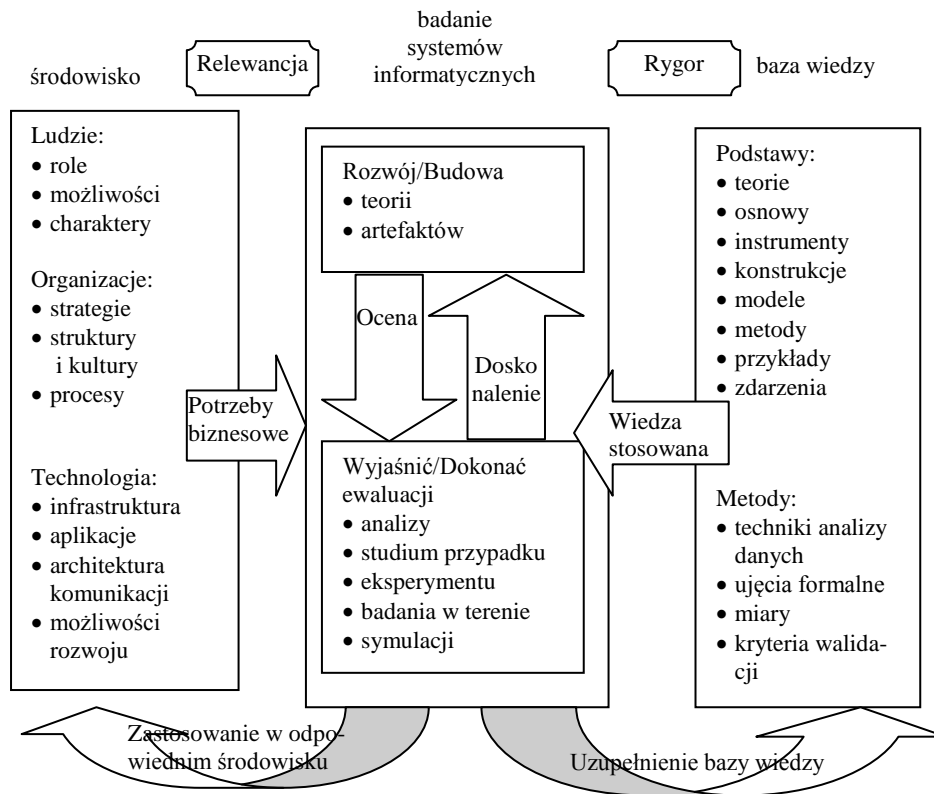 badanie
systemów
informatycznych
środowisko
Relewancja
Rygor
baza wiedzy
Ludzie:
• role
• możliwości
• charaktery
Organizacje:
• strategie
• struktury
i kultury
• procesy
Technologia:
• infrastruktura
• aplikacje
• architektura
komunikacji
• możliwości
rozwoju
Potrzeby
biznesowe
Rozwój/Budowa
• teorii
• artefaktów
Ocena
Dosko
nalenie
Wyjaśnić/Dokonać
ewaluacji
• analizy
• studium przypadku
• eksperymentu
• badania w terenie
• symulacji
Wiedza
stosowana
Podstawy:
• teorie
• osnowy
• instrumenty
• konstrukcje
• modele
• metody
• przykłady
• zdarzenia
Metody:
• techniki analizy
danych
• ujęcia formalne
• miary
• kryteria walida-
cji
Zastosowanie w odpo-
wiednim środowisku
Uzupełnienie bazy wiedzy